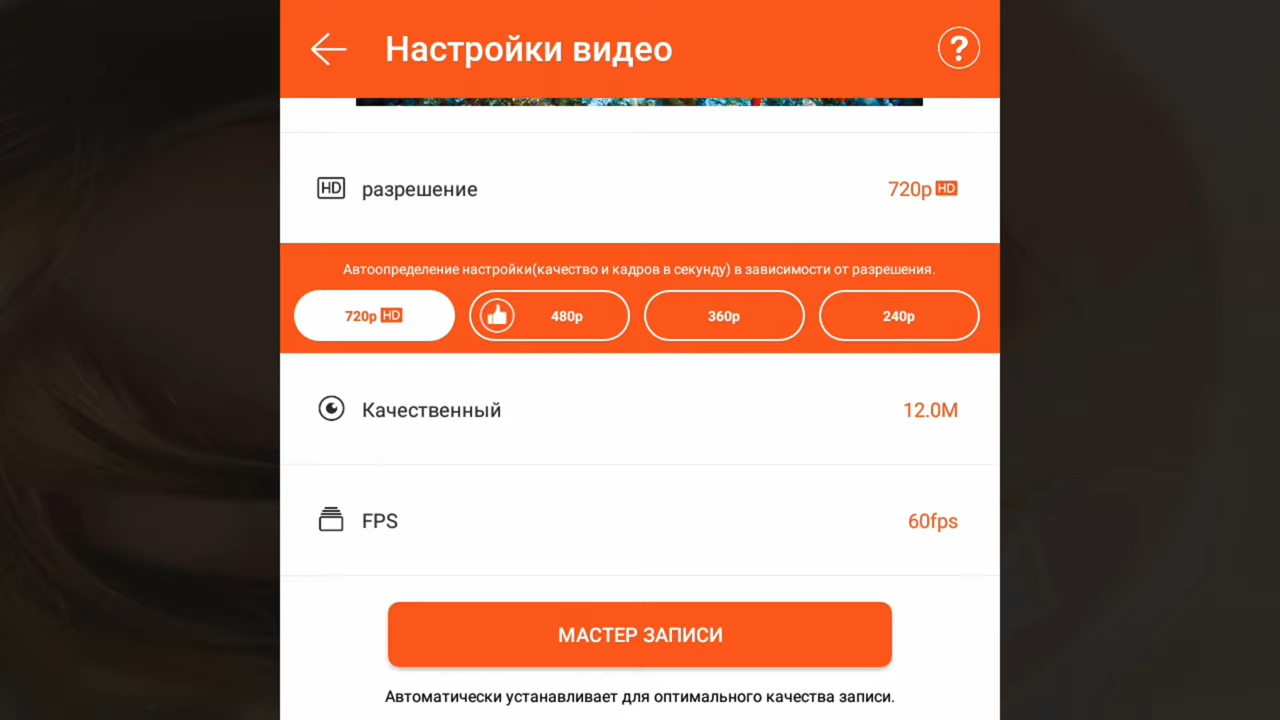 Настройки видео
?
HD разрешение 720p HD
Автоопределение настройки(качество и кадров в секунду) в зависимости от разрешения.
720p HD 480p 360p 240p
Качественный 12.0M
FPS 60fps
МАСТЕР ЗАПИСИ
Автоматически устанавливает для оптимального качества записи.